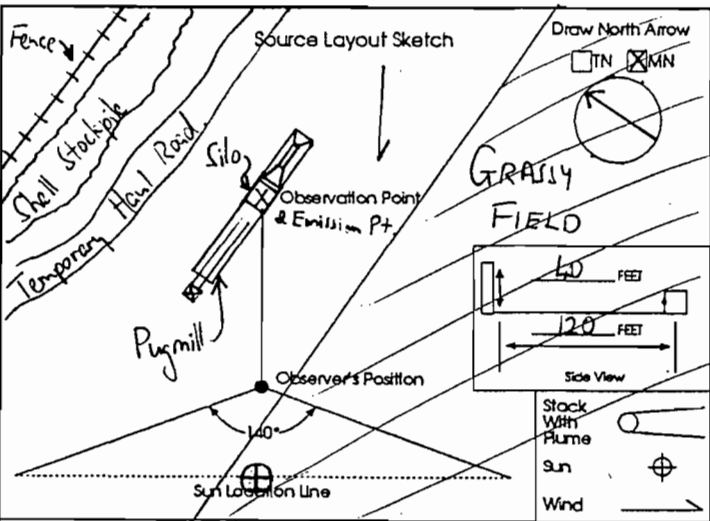 Draw North Arrow
TN MN
Source Layout Sketch
Fence
Shell Stockpile
Temporary Haul Road
Silo
Observation Point
& Emission Pt.
Pugmill
GRASSY
FIELD
40 FEET
120 FEET
Side View
Observer's Position
140°
Sun Location Line
Stack
With
Plume
Sun
Wind